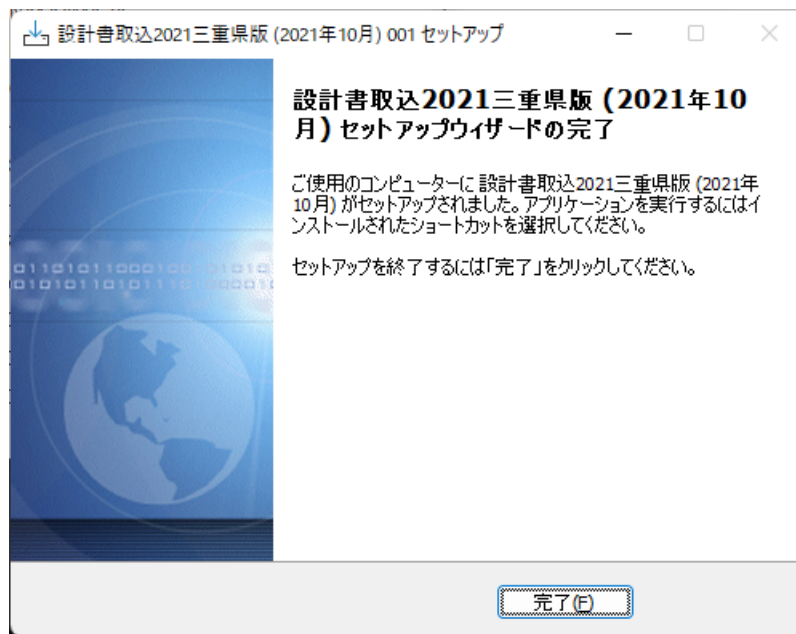 設計書取込2021三重県版 (2021年10月) 001 セットアップ
設計書取込2021三重県版 (2021年10
月) セットアップウィザードの完了
ご使用のコンピューターに 設計書取込2021三重県版 (2021年
10月) がセットアップされました。アプリケーションを実行するにはイ
ンストールされたショートカットを選択してください。
セットアップを終了するには「完了」をクリックしてください。
完了(F)